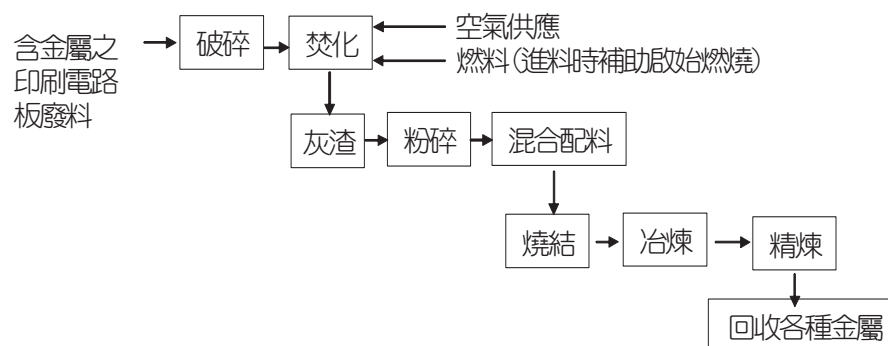 含金屬之
印刷電路
板廢料
破碎
焚化
空氣供應
燃料(進料時補助啟始燃燒)
灰渣
粉碎
混合配料
燒結
冶煉
精煉
回收各種金屬